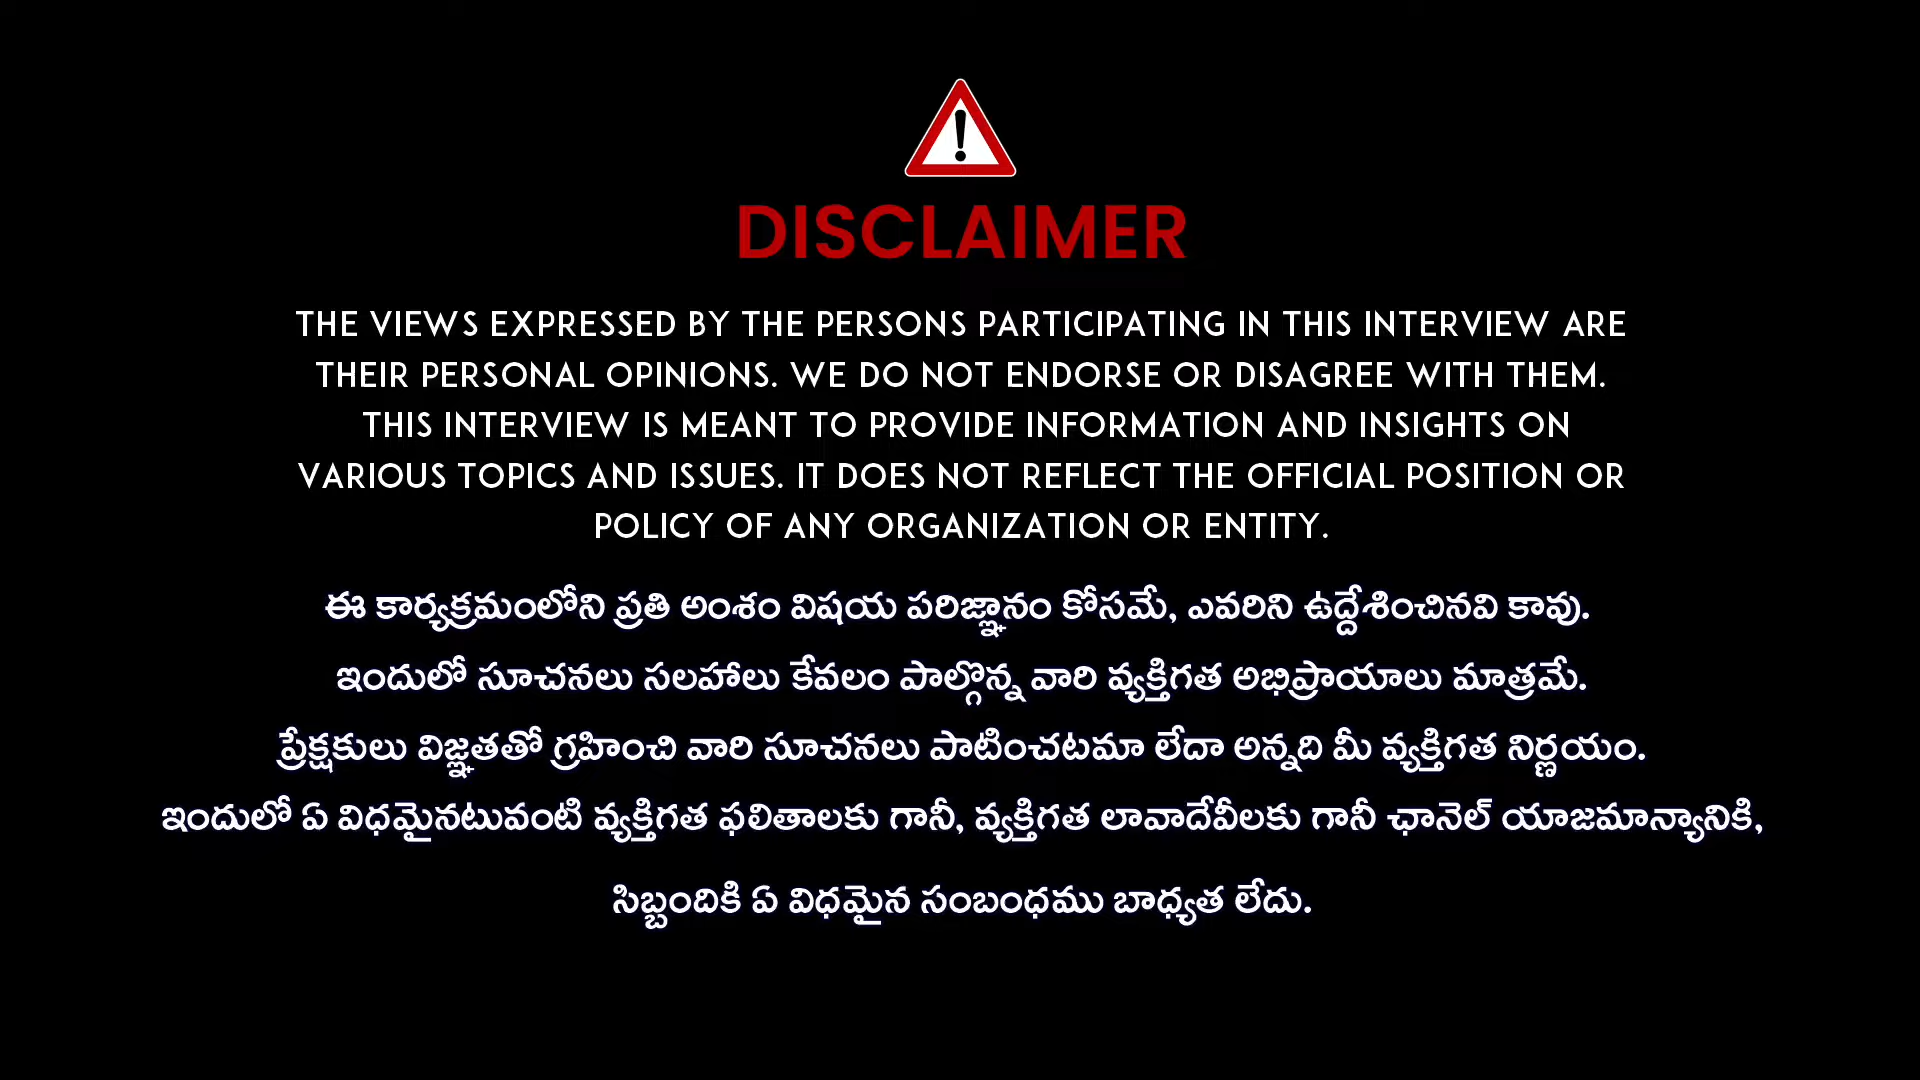 DISCLAIMER
THE VIEWS EXPRESSED BY THE PERSONS PARTICIPATING IN THIS INTERVIEW ARE
THEIR PERSONAL OPINIONS. WE DO NOT ENDORSE OR DISAGREE WITH THEM.
THIS INTERVIEW IS MEANT TO PROVIDE INFORMATION AND INSIGHTS ON
VARIOUS TOPICS AND ISSUES. IT DOES NOT REFLECT THE OFFICIAL POSITION OR
POLICY OF ANY ORGANIZATION OR ENTITY.
ఈ కార్యక్రమంలోని ప్రతి అంశం విషయ పరిజ్ఞానం కోసమే, ఎవరిని ఉద్దేశించినవి కావు.
ఇందులో సూచనలు సలహాలు కేవలం పాల్గొన్న వారి వ్యక్తిగత అభిప్రాయాలు మాత్రమే.
ప్రేక్షకులు విజ్ఞతతో గ్రహించి వారి సూచనలు పాటించటమా లేదా అన్నది మీ వ్యక్తిగత నిర్ణయం.
ఇందులో ఏ విధమైనటువంటి వ్యక్తిగత ఫలితాలకు గానీ, వ్యక్తిగత లావాదేవీలకు గానీ ఛానెల్ యాజమాన్యానికి,
సిబ్బందికి ఏ విధమైన సంబంధము బాధ్యత లేదు.